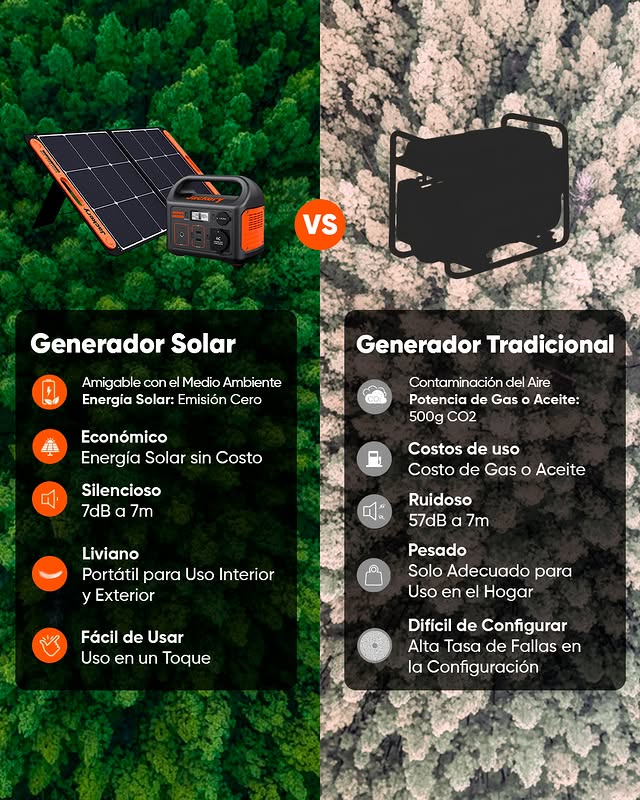 Jackery
VS
Generador Solar
Amigable con el Medio Ambiente
Energía Solar: Emisión Cero
Económico
Energía Solar sin Costo
Silencioso
7dB a 7m
Liviano
Portátil para Uso Interior
y Exterior
Fácil de Usar
Uso en un Toque
Generador Tradicional
Contaminación del Aire
Potencia de Gas o Aceite:
500g CO2
Costos de uso
Costo de Gas o Aceite
Ruidoso
57dB a 7m
Pesado
Solo Adecuado para
Uso en el Hogar
Difícil de Configurar
Alta Tasa de Fallas en
la Configuración